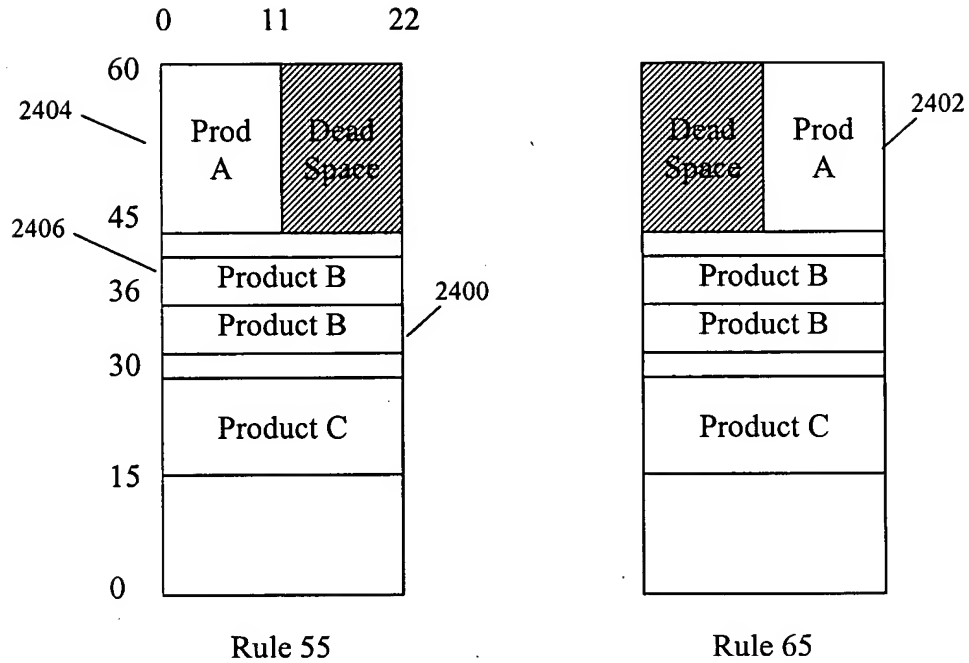 0 11 22
60
2404
Prod
A
Dead
Space
Dead
Space
Prod
A
2402
45
2406
Product B
36
Product B
2400
30
Product C
15
0
Product B
Product B
Product C
Rule 55
Rule 65